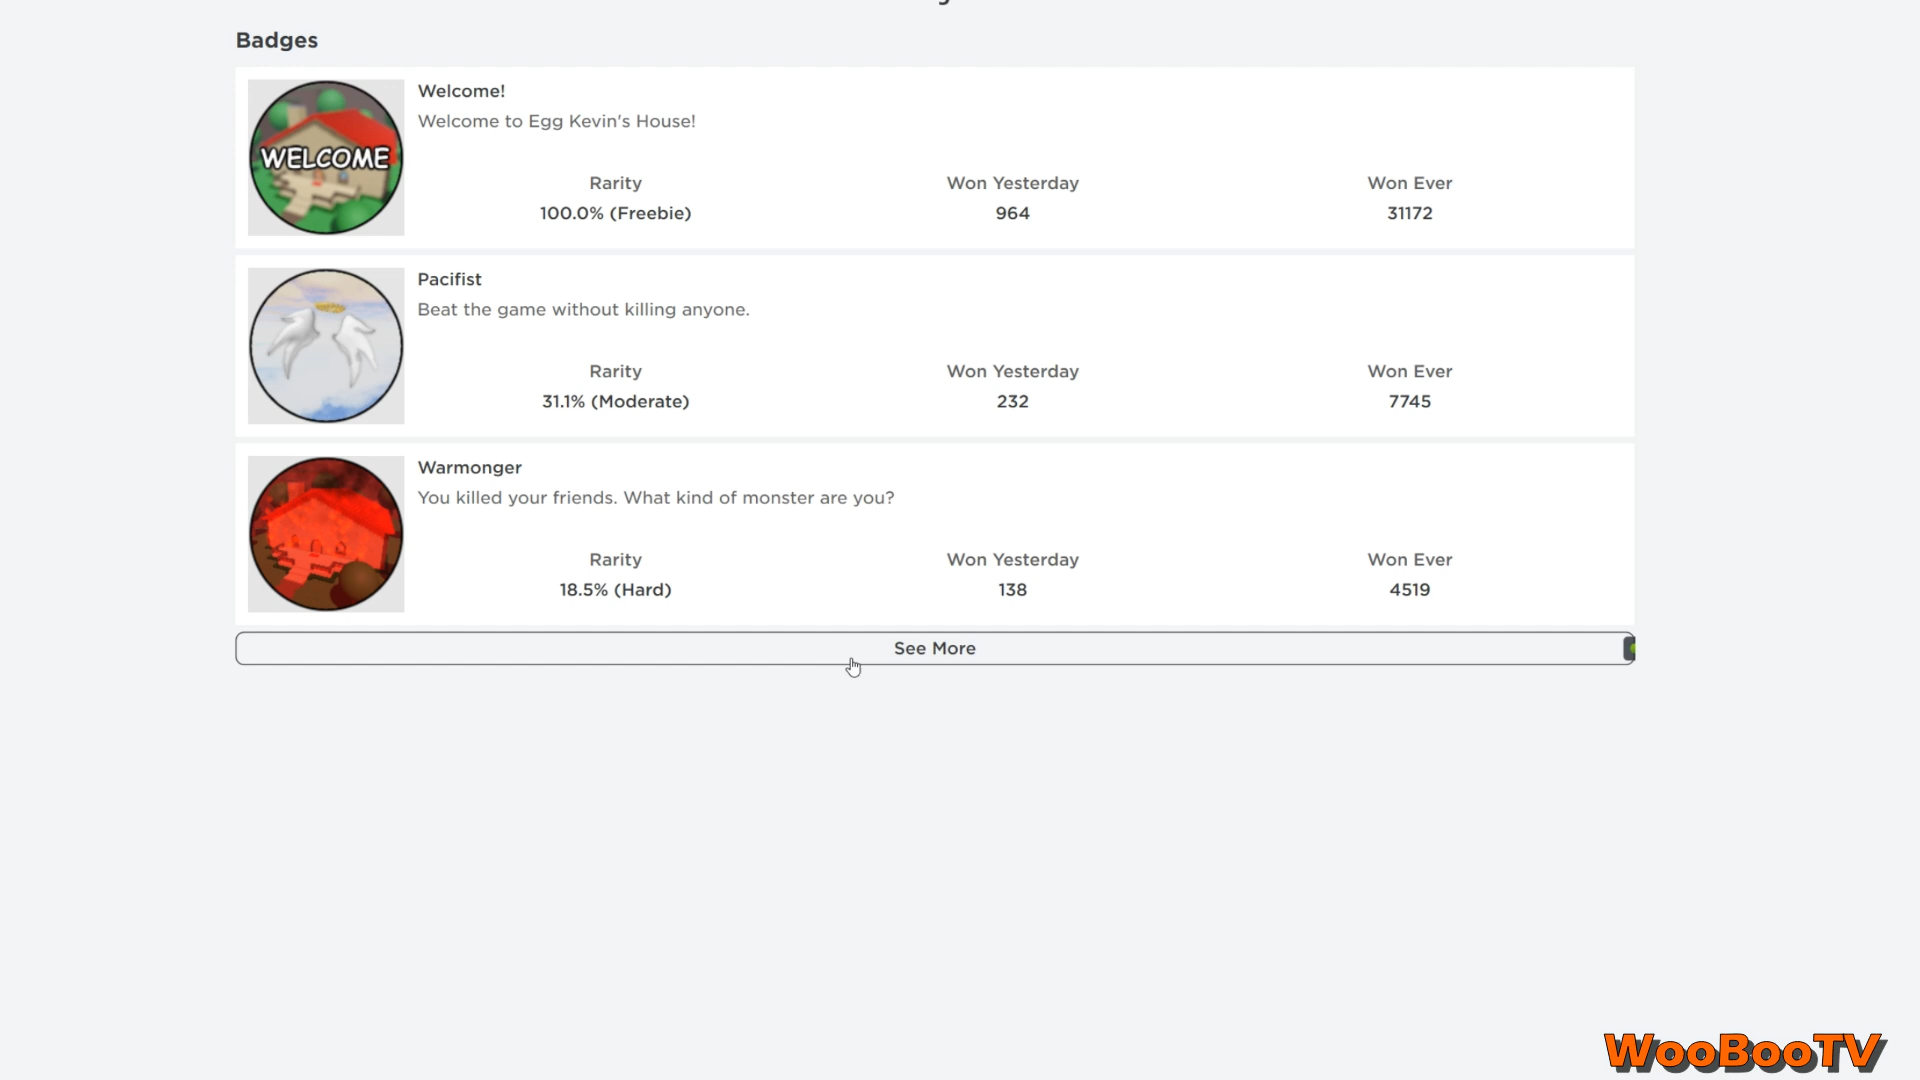 Badges
WELCOME
Welcome!
Welcome to Egg Kevin's House!
Rarity
Won Yesterday
Won Ever
100.0% (Freebie)
964
31172
Pacifist
Beat the game without killing anyone.
Rarity
Won Yesterday
Won Ever
31.1% (Moderate)
232
7745
Warmonger
You killed your friends. What kind of monster are you?
Rarity
Won Yesterday
Won Ever
18.5% (Hard)
138
4519
See More
WooBooTV